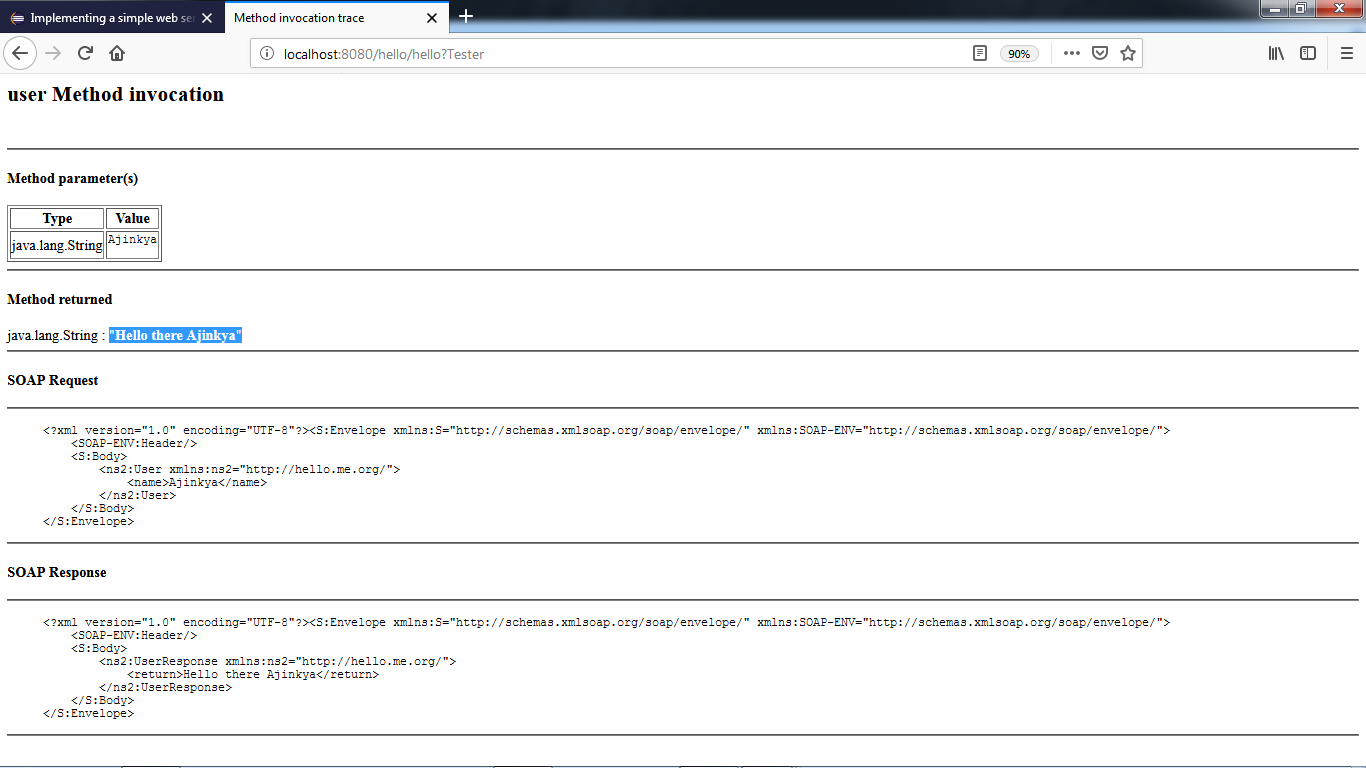 Implementing a simple web se
Method invocation trace
localhost:8080/hello/hello?Tester
90%
user Method invocation
Method parameter(s)
Type Value
java.lang.String Ajinkya
Method returned
java.lang.String : "Hello there Ajinkya"
SOAP Request
<?xml version="1.0" encoding="UTF-8"?><S:Envelope xmlns:S="http://schemas.xmlsoap.org/soap/envelope/" xmlns:SOAP-ENV="http://schemas.xmlsoap.org/soap/envelope/">
<SOAP-ENV:Header/>
<S:Body>
<ns2:User xmlns:ns2="http://hello.me.org/">
<name>Ajinkya</name>
</ns2:User>
</S:Body>
</S:Envelope>
SOAP Response
<?xml version="1.0" encoding="UTF-8"?><S:Envelope xmlns:S="http://schemas.xmlsoap.org/soap/envelope/" xmlns:SOAP-ENV="http://schemas.xmlsoap.org/soap/envelope/">
<SOAP-ENV:Header/>
<S:Body>
<ns2:UserResponse xmlns:ns2="http://hello.me.org/">
<return>Hello there Ajinkya</return>
</ns2:UserResponse>
</S:Body>
</S:Envelope>